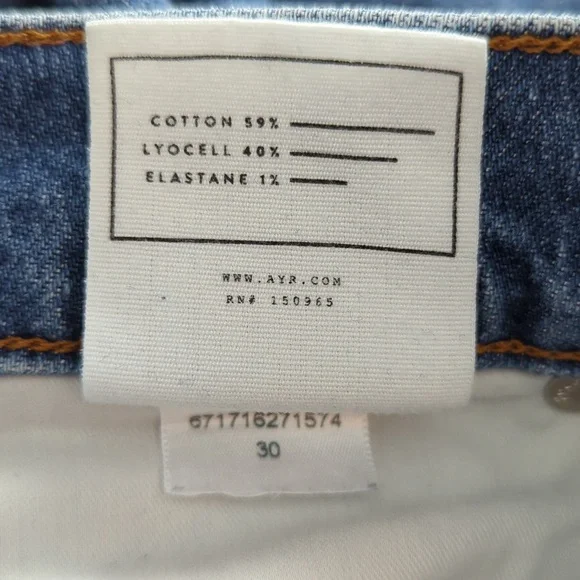 COTTON 59%
LYOCELL 40%
ELASTANE 1%
WWW.AYR.COM
RN# 150965
671716271574
30